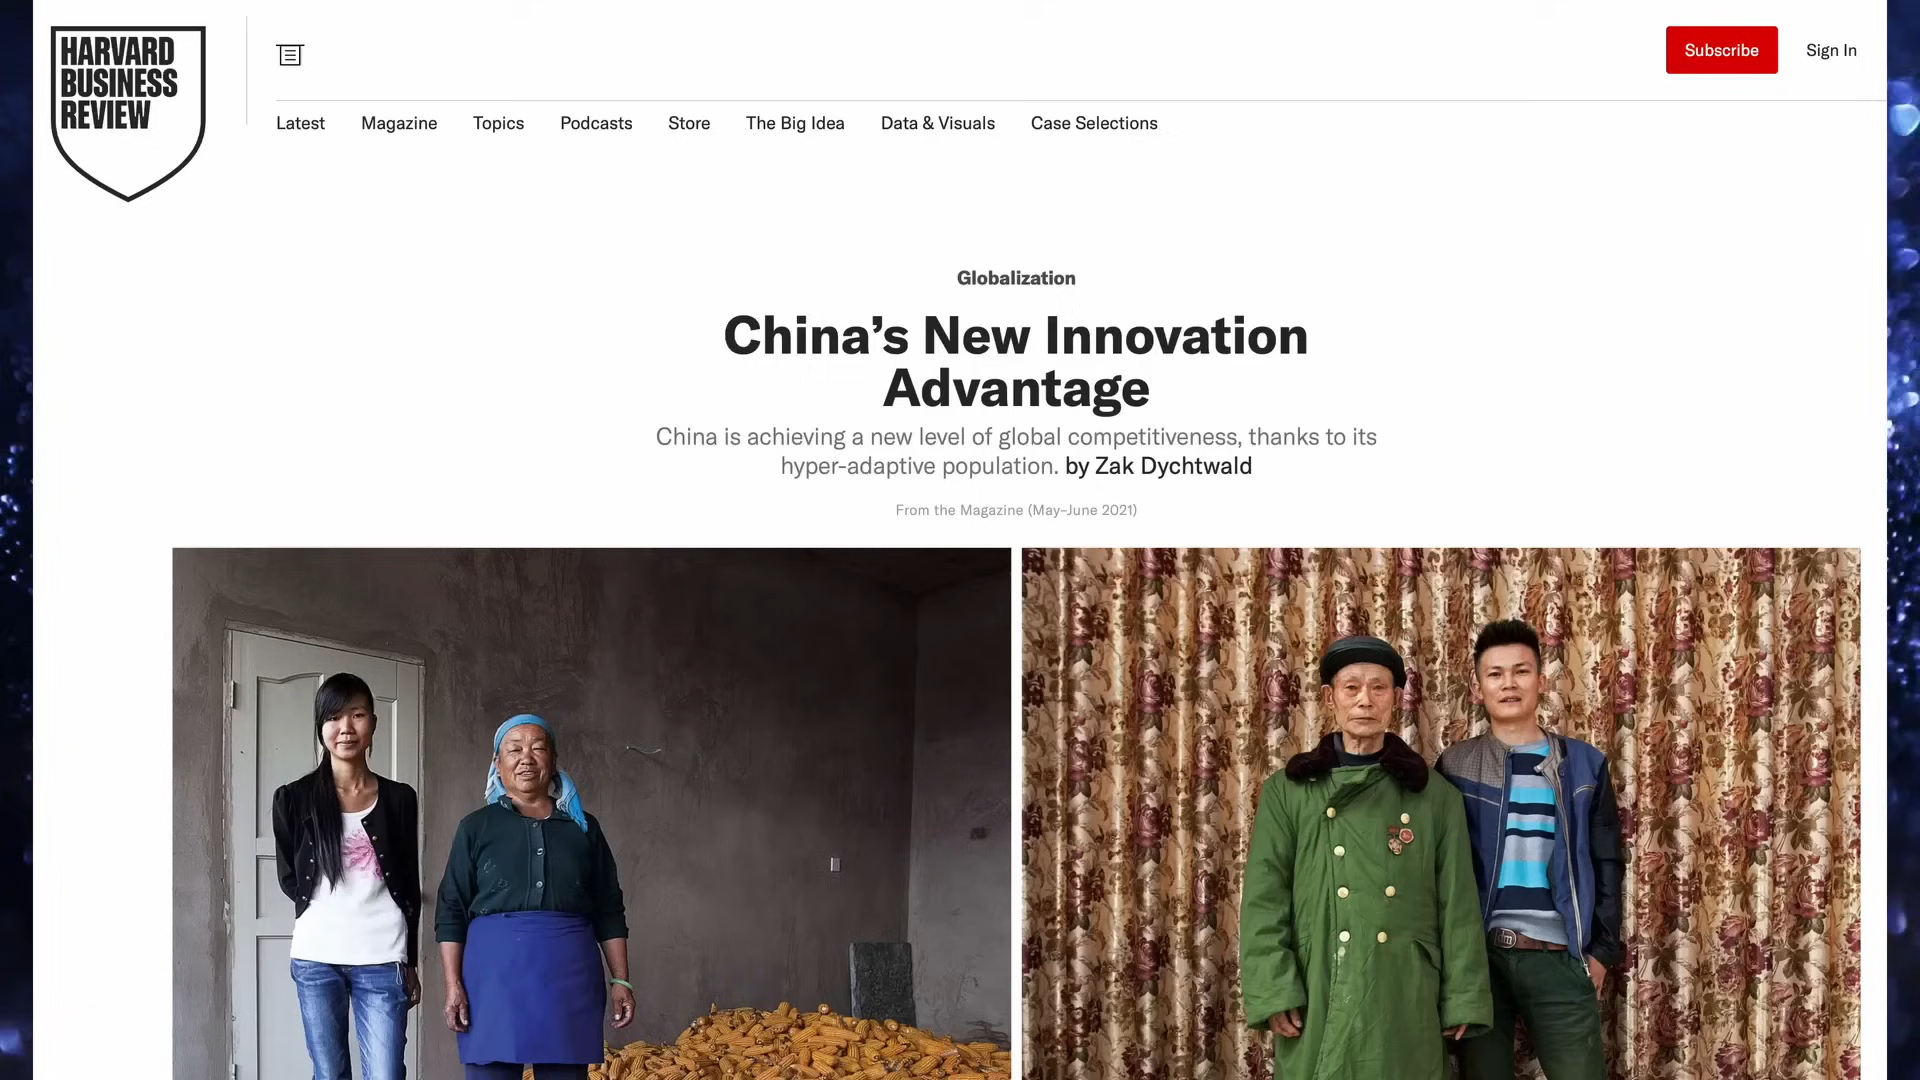 HARVARD
BUSINESS
REVIEW
Subscribe
Sign In
Latest
Magazine
Topics
Podcasts
Store
The Big Idea
Data & Visuals
Case Selections
Globalization
China’s New Innovation
Advantage
China is achieving a new level of global competitiveness, thanks to its
hyper-adaptive population. by Zak Dychtwald
From the Magazine (May–June 2021)